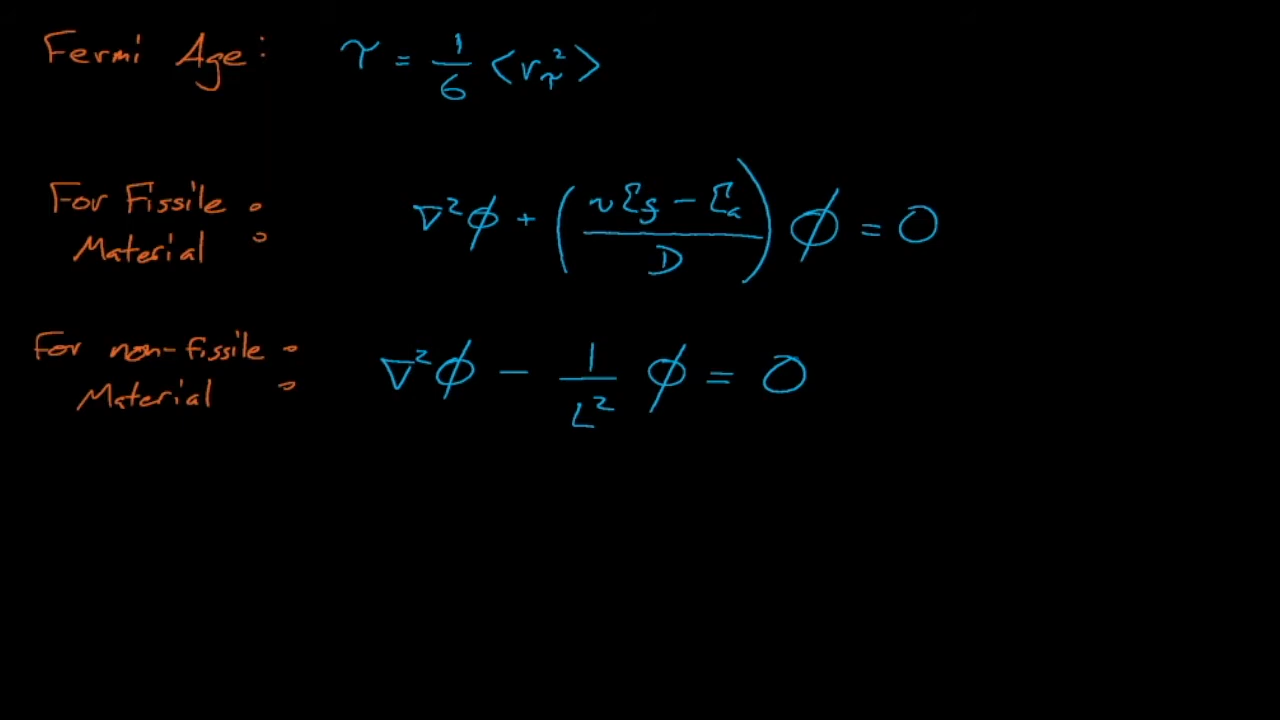 Fermi Age: τ = 1/6 <r_τ²>
For Fissile Material : ∇²φ + ( (νΣ_f − Σ_a) / D ) φ = 0
For non-fissile Material : ∇²φ − 1/L² φ = 0